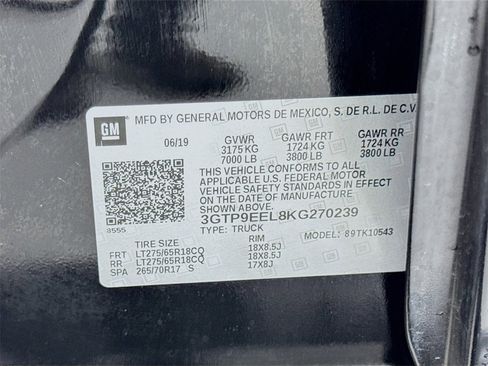 GM
MFD BY GENERAL MOTORS DE MEXICO, S. DE R.L. DE C.V
06/19 GVWR GAWR FRT GAWR RR
3175 KG 1724 KG 1724 KG
7000 LB 3800 LB 3800 LB
THIS VEHICLE CONFORMS TO ALL
APPLICABLE U.S. FEDERAL MOTOR
VEHICLE SAFETY STANDARDS IN EFFECT
ON THE DATE OF MANUFACTURE
SHOWN ABOVE.
3GTP9EEL8KG270239
8555 TYPE: TRUCK MODEL: 89TK10543
TIRE SIZE RIM
FRT LT275/65R18CQ 18X8.5J
RR LT275/65R18CQ 18X8.5J
SPA 265/70R17 S 17X8J